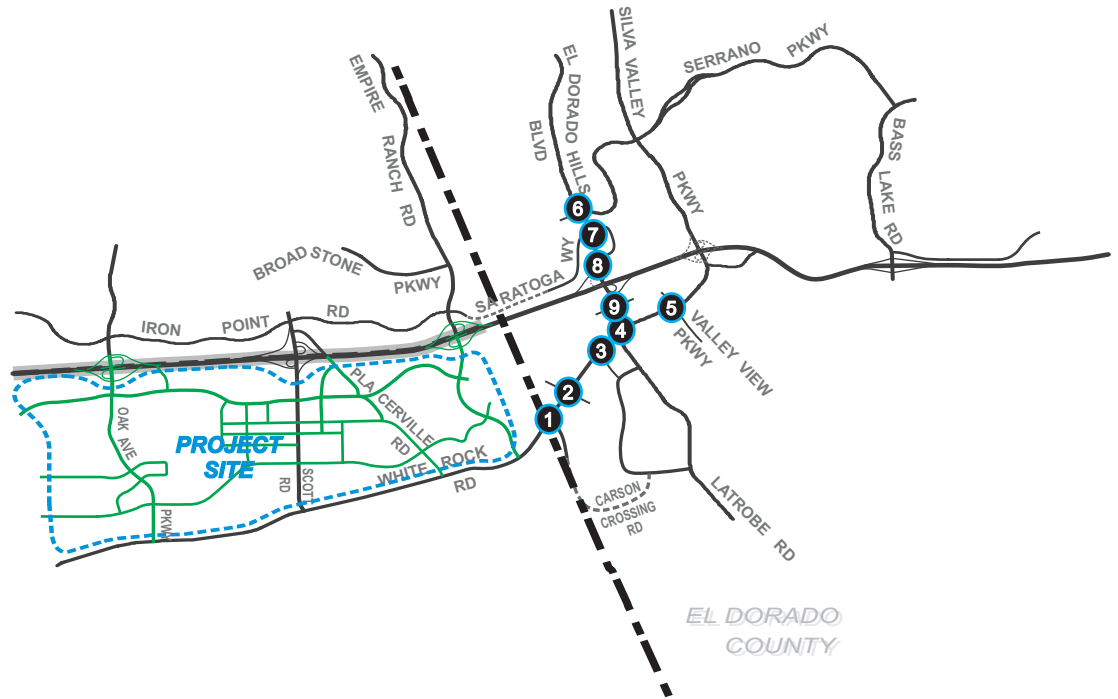 SILVA VALLEY
PKWY
SERRANO PKWY
EL DORADO HILLS
BLVD
EMPIRE RANCH RD
BASS LAKE RD
BROAD STONE
PKWY
SARATOGA
WY
IRON POINT RD
6
7
8
9
5
4
3
2
1
VALLEY VIEW
PKWY
PLA CERVILLE
RD
OAK AVE
PKWY
PROJECT
SITE
SCOTT
RD
WHITE ROCK
RD
CARSON
CROSSING
RD
LATROBE RD
EL DORADO
COUNTY